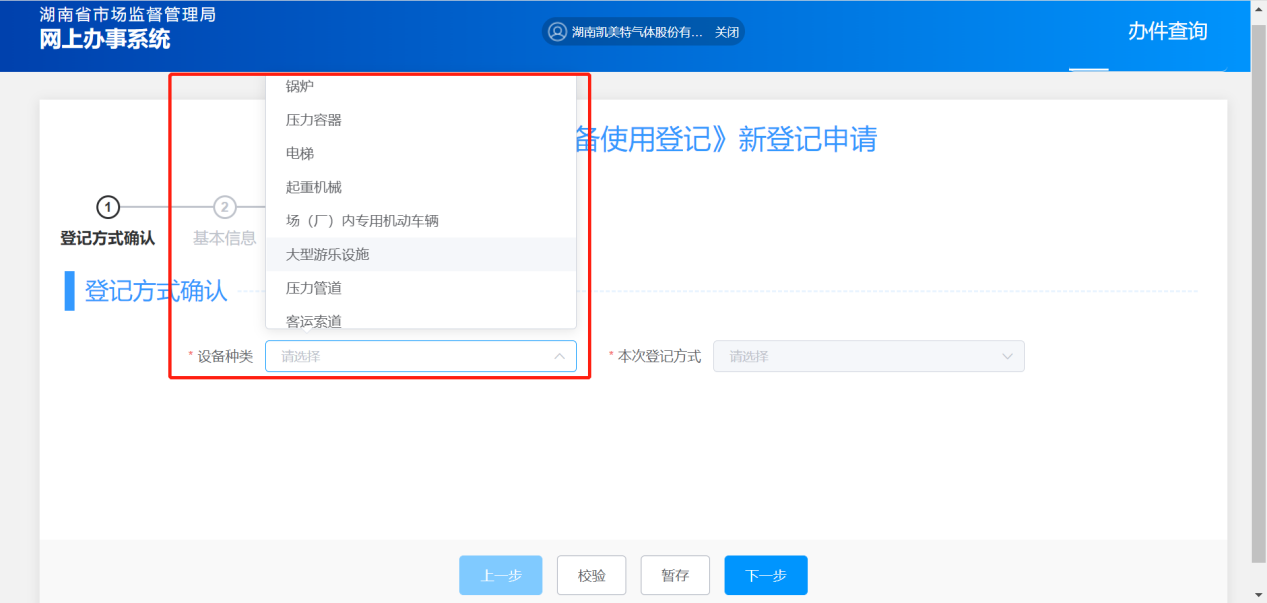 湖南省市场监督管理局
网上办事系统
湖南凯美特气体股份有... 关闭
办件查询
备使用登记》新登记申请
1
登记方式确认
2
基本信息
锅炉
压力容器
电梯
起重机械
场（厂）内专用机动车辆
大型游乐设施
压力管道
客运索道
登记方式确认
* 设备种类 请选择
* 本次登记方式 请选择
上一步 校验 暂存 下一步